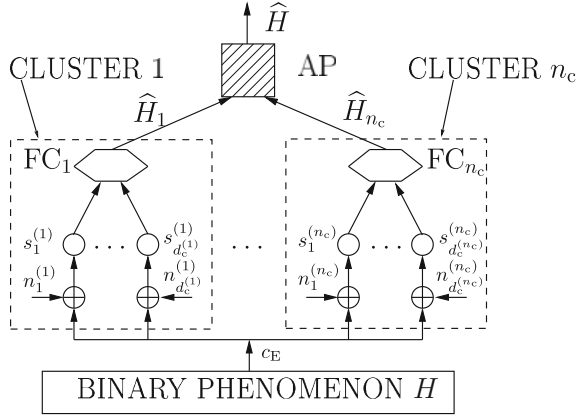 Ĥ
CLUSTER 1 AP CLUSTER n_c
Ĥ_1 Ĥ_{n_c}
FC_1 FC_{n_c}
s_1^{(1)} ... s_{d_c^{(1)}}^{(1)} ... s_1^{(n_c)} ... s_{d_c^{(n_c)}}^{(n_c)}
n_1^{(1)} n_{d_c^{(1)}}^{(1)} n_1^{(n_c)} n_{d_c^{(n_c)}}^{(n_c)}
c_E
BINARY PHENOMENON H